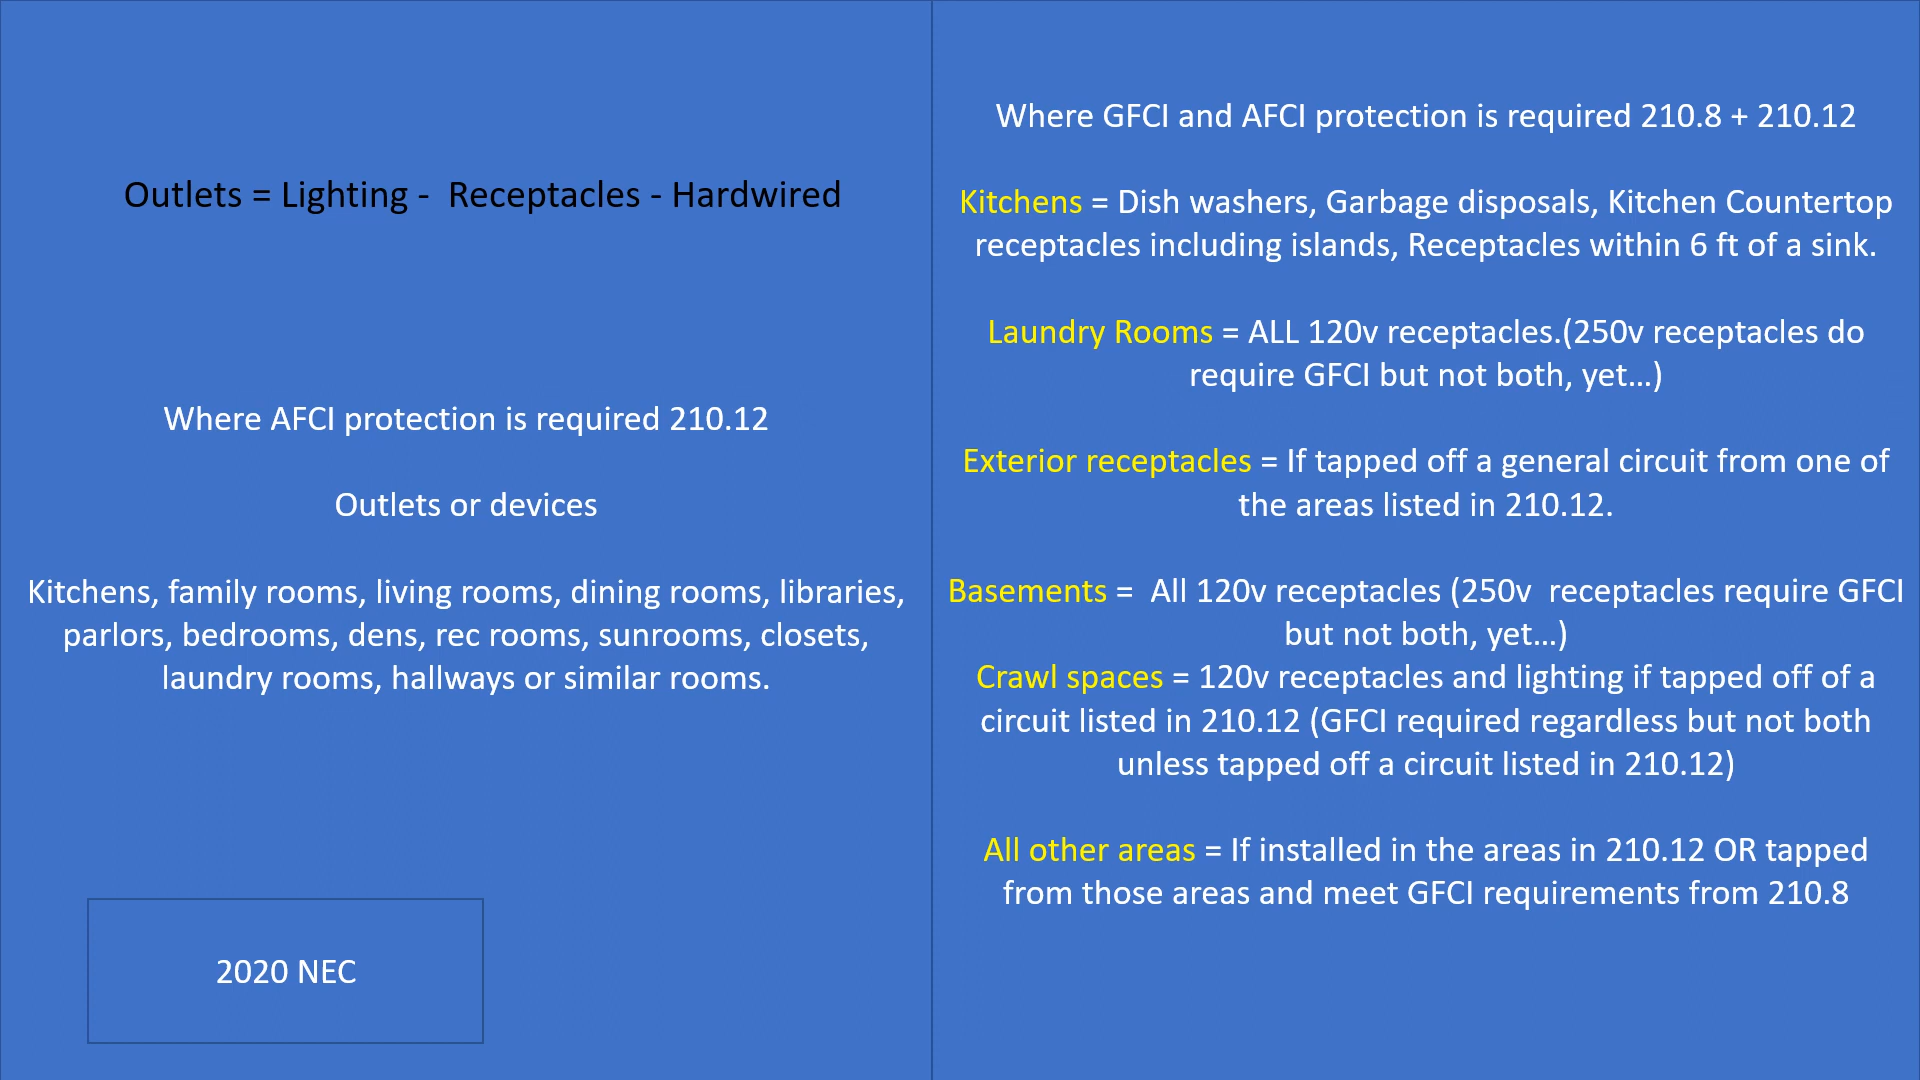 Outlets = Lighting -  Receptacles - Hardwired
Where AFCI protection is required 210.12
Outlets or devices
Kitchens, family rooms, living rooms, dining rooms, libraries,
parlors, bedrooms, dens, rec rooms, sunrooms, closets,
laundry rooms, hallways or similar rooms.
2020 NEC
Where GFCI and AFCI protection is required 210.8 + 210.12
Kitchens = Dish washers, Garbage disposals, Kitchen Countertop
receptacles including islands, Receptacles within 6 ft of a sink.
Laundry Rooms = ALL 120v receptacles.(250v receptacles do
require GFCI but not both, yet…)
Exterior receptacles = If tapped off a general circuit from one of
the areas listed in 210.12.
Basements =  All 120v receptacles (250v  receptacles require GFCI
but not both, yet…)
Crawl spaces = 120v receptacles and lighting if tapped off of a
circuit listed in 210.12 (GFCI required regardless but not both
unless tapped off a circuit listed in 210.12)
All other areas = If installed in the areas in 210.12 OR tapped
from those areas and meet GFCI requirements from 210.8